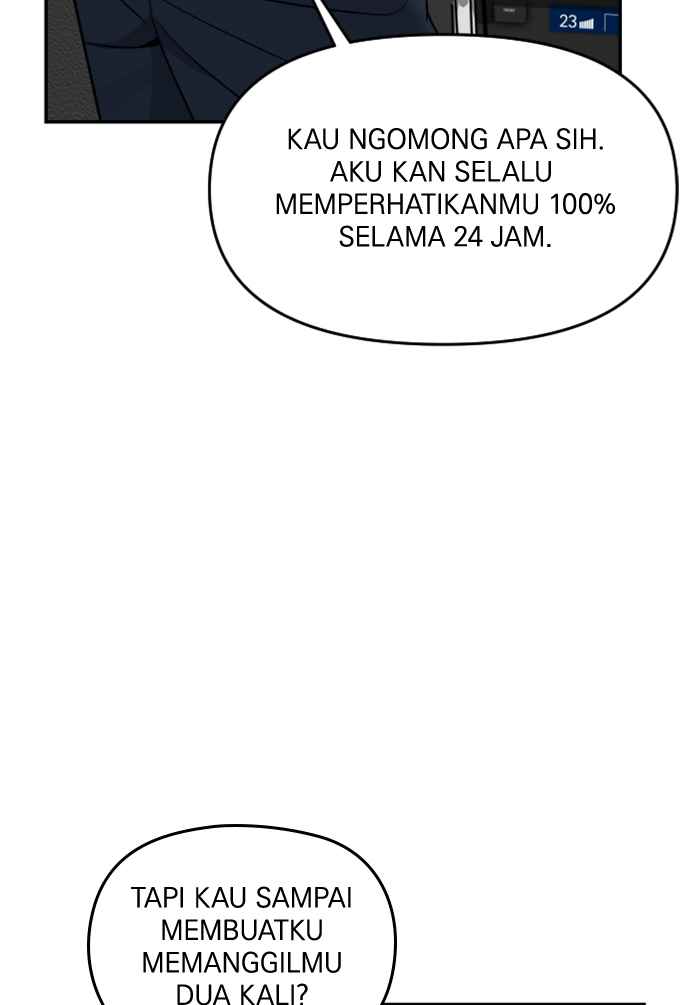 23
KAU NGOMONG APA SIH.
AKU KAN SELALU
MEMPERHATIKANMU 100%
SELAMA 24 JAM.
TAPI KAU SAMPAI
MEMBUATKU
MEMANGGILMU
DUA KALI?